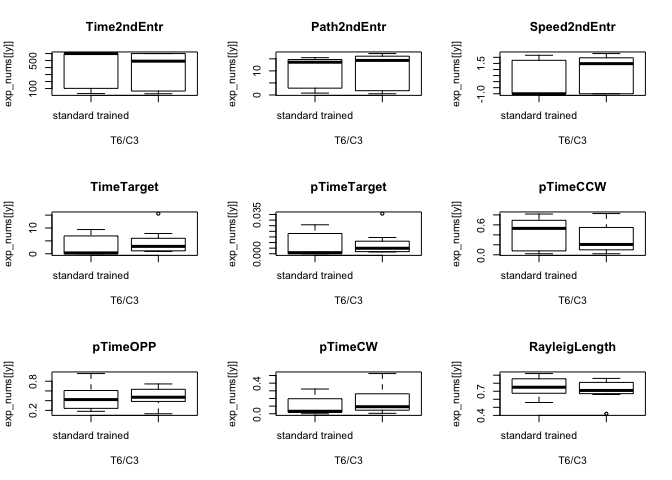 Time2ndEntr
exp_nums[[y]]
100
500
standard trained
T6/C3
Path2ndEntr
exp_nums[[y]]
0
10
standard trained
T6/C3
Speed2ndEntr
exp_nums[[y]]
-1.0
1.5
standard trained
T6/C3
TimeTarget
exp_nums[[y]]
0
10
standard trained
T6/C3
pTimeTarget
exp_nums[[y]]
0.000
0.035
standard trained
T6/C3
pTimeCCW
exp_nums[[y]]
0.0
0.6
standard trained
T6/C3
pTimeOPP
exp_nums[[y]]
0.2
0.8
standard trained
T6/C3
pTimeCW
exp_nums[[y]]
0.0
0.4
standard trained
T6/C3
RayleigLength
exp_nums[[y]]
0.4
0.7
standard trained
T6/C3